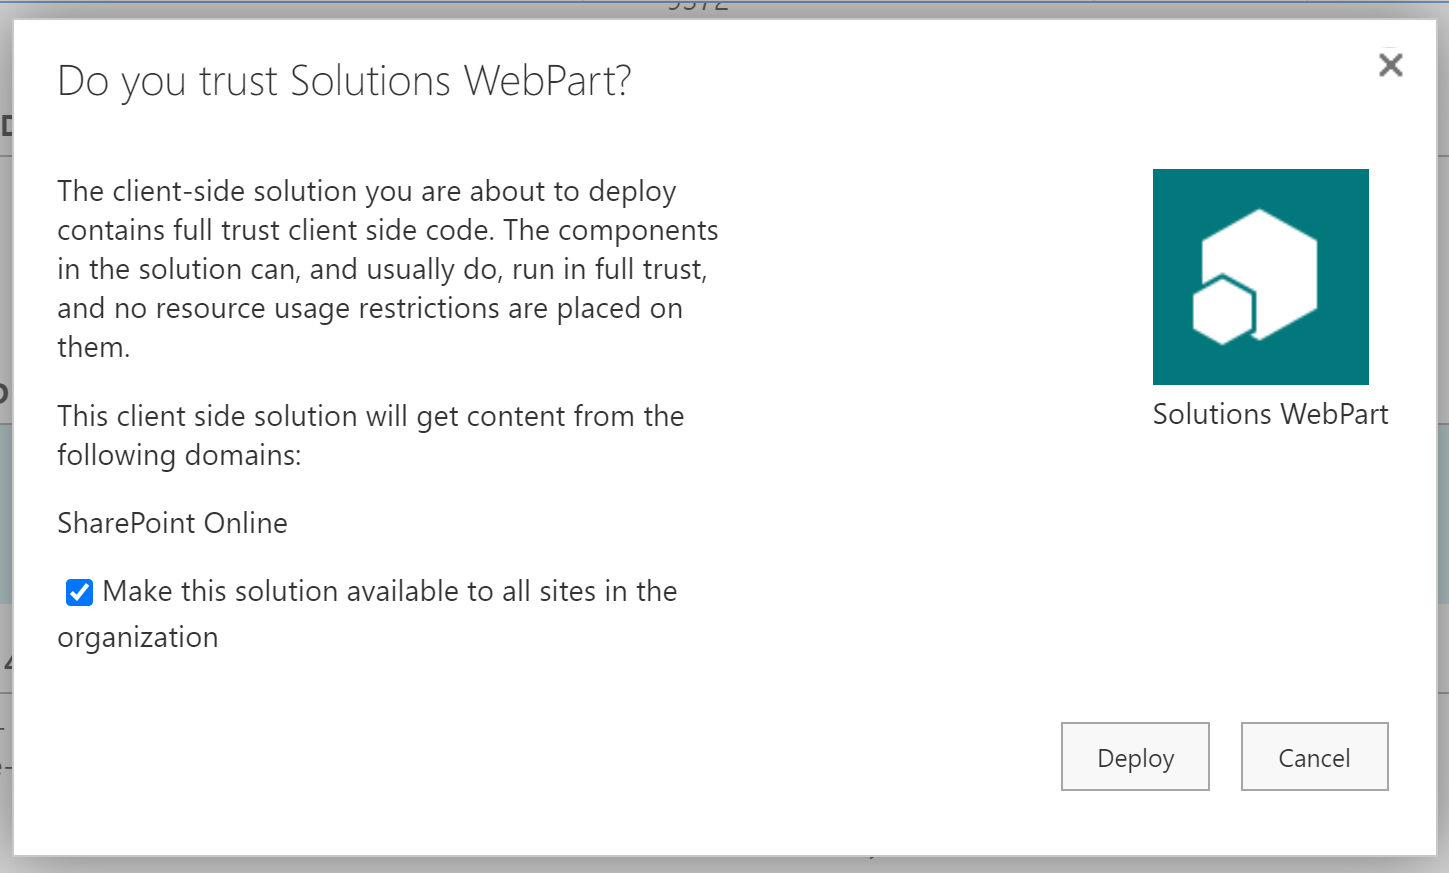 Do you trust Solutions WebPart?
The client-side solution you are about to deploy
contains full trust client side code. The components
in the solution can, and usually do, run in full trust,
and no resource usage restrictions are placed on
them.
This client side solution will get content from the
following domains:
SharePoint Online
Make this solution available to all sites in the
organization
Solutions WebPart
Deploy
Cancel